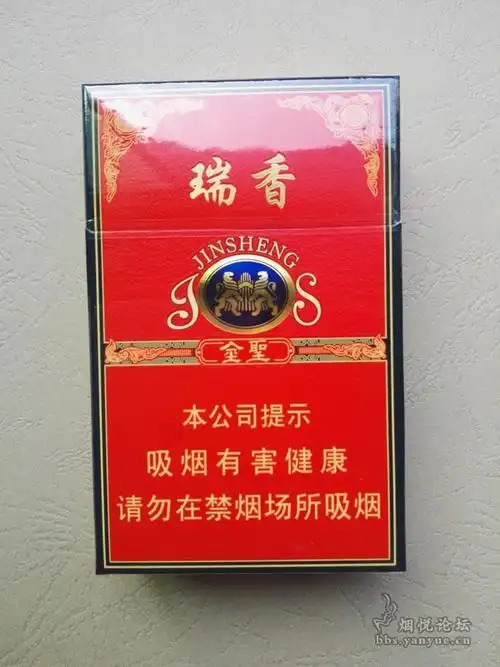 瑞香
JINSHENG
JS
金聖
本公司提示
吸烟有害健康
请勿在禁烟场所吸烟
烟悦论坛
bbs.yanyue.cn